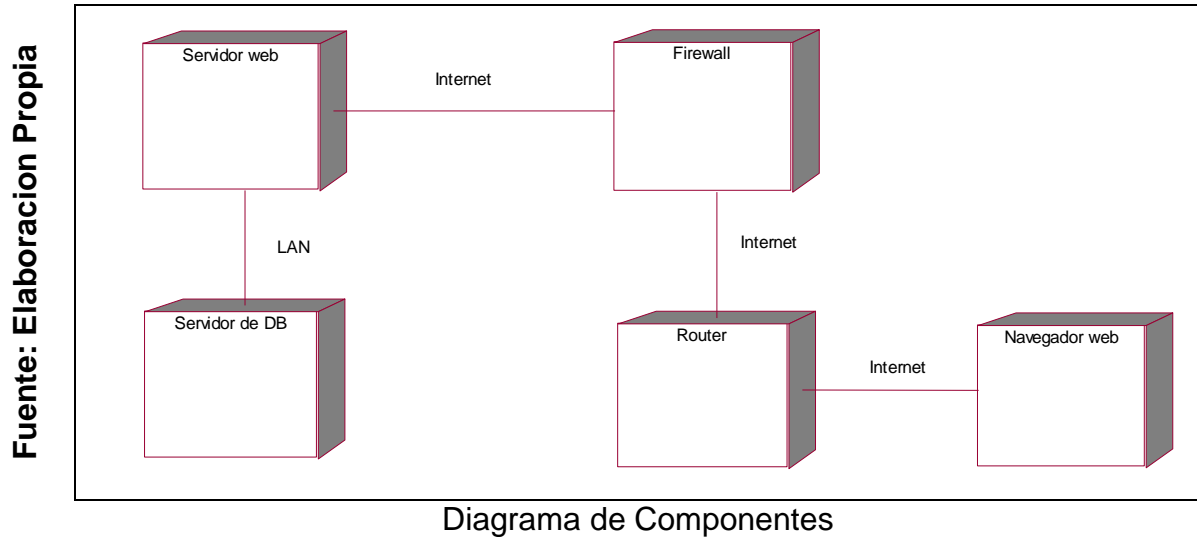 Fuente: Elaboracion Propia
Servidor web
Internet
Firewall
LAN
Internet
Servidor de DB
Router
Internet
Navegador web
Diagrama de Componentes